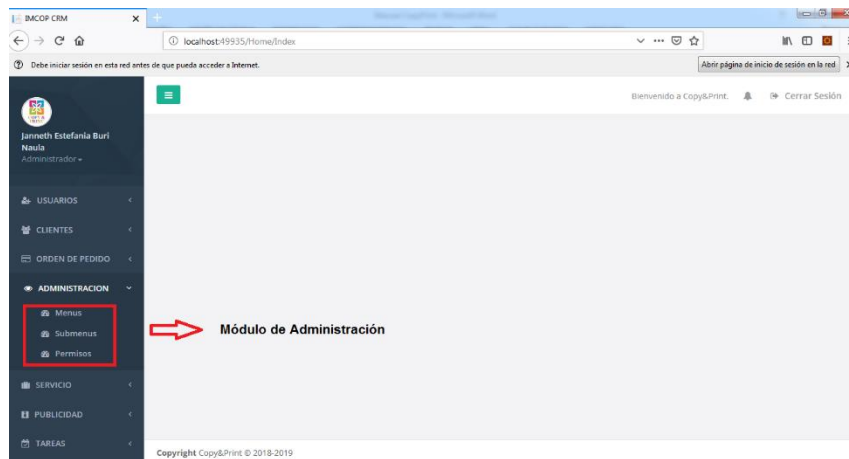 IMCOP CRM
localhost:49935/Home/Index
Debe iniciar sesión en esta red antes de que pueda acceder a Internet.
Abrir página de inicio de sesión en la red
Bienvenido a Copy&Print.
Cerrar Sesión
Janneth Estefania Buri
Naula
Administrador
USUARIOS
CLIENTES
ORDEN DE PEDIDO
ADMINISTRACION
Menus
Submenus
Permisos
Módulo de Administración
SERVICIO
PUBLICIDAD
TAREAS
Copyright Copy&Print © 2018-2019